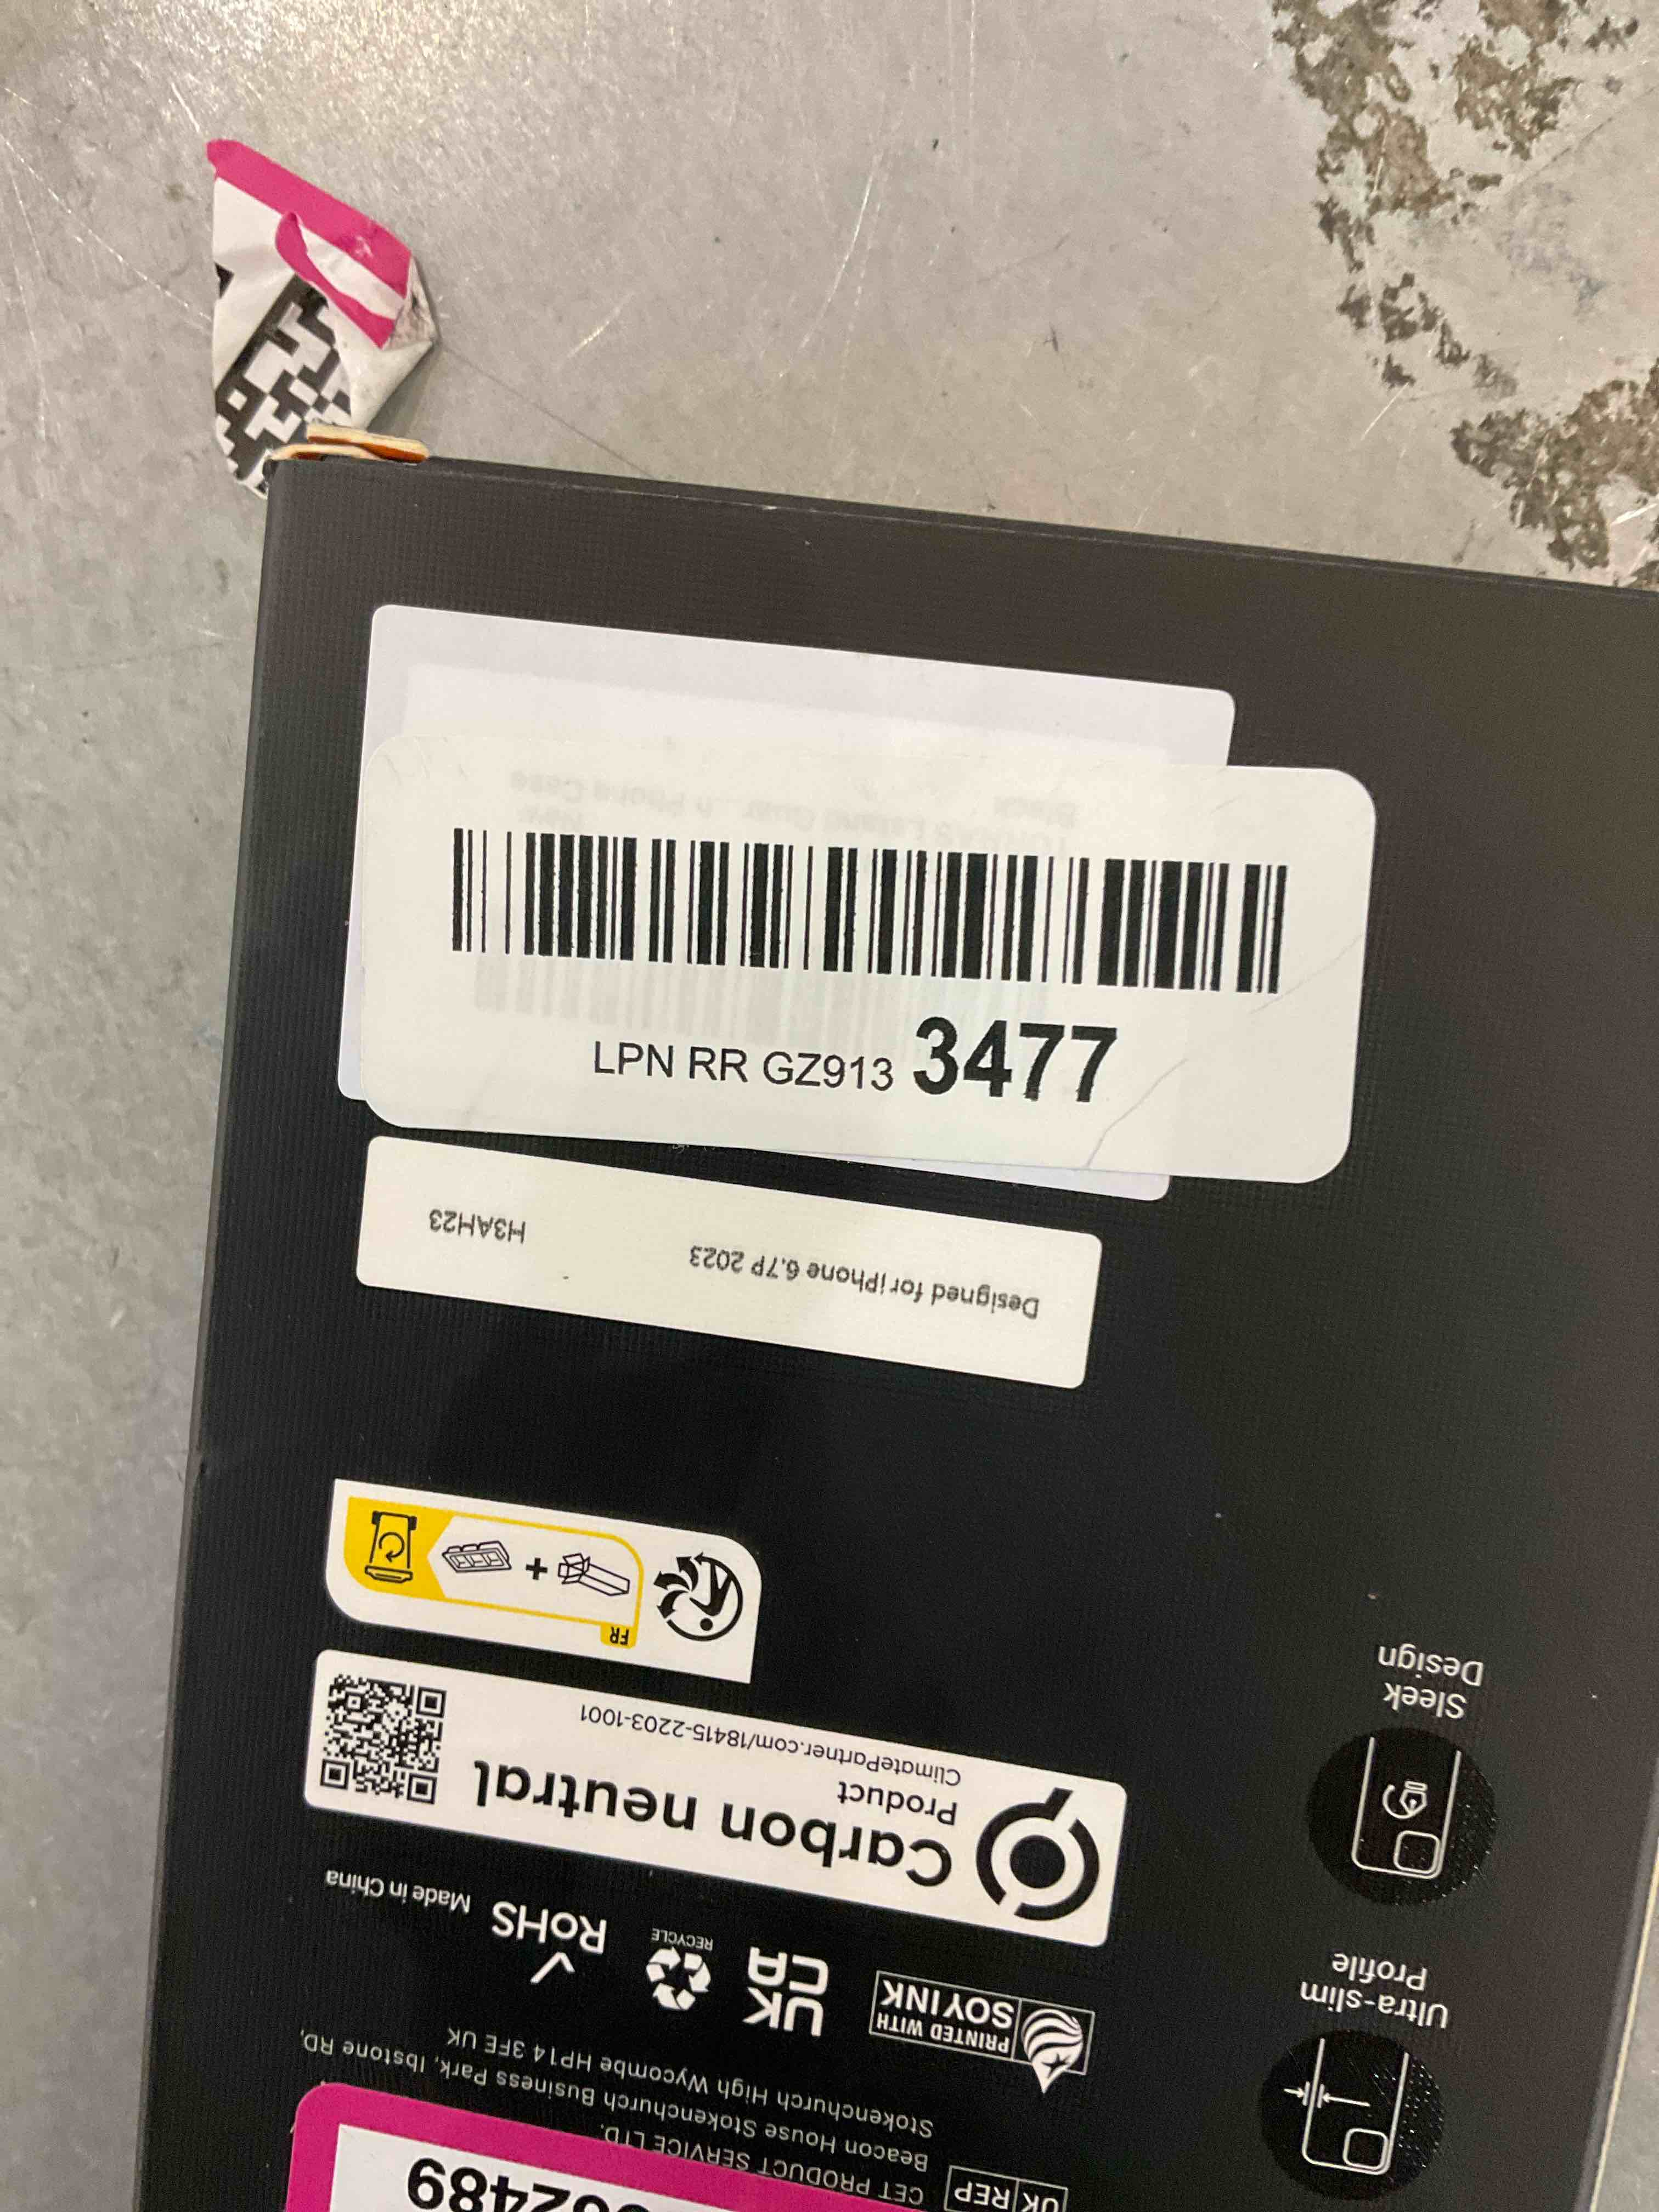 LPN RR GZ913 3477
Designed for iPhone 6.7P 2023 H3AH23
FR
Carbon neutral
Product
ClimatePartner.com/18415-2203-1001
Sleek
Design
Ultra-slim
Profile
PRINTED WITH
SOY INK
UK
CA
RECYCLE
RoHS
Made in China
UK REP
CET PRODUCT SERVICE LTD.
Beacon House Stokenchurch Business Park, Ibstone RD,
Stokenchurch High Wycombe HP14 3FE UK
62489